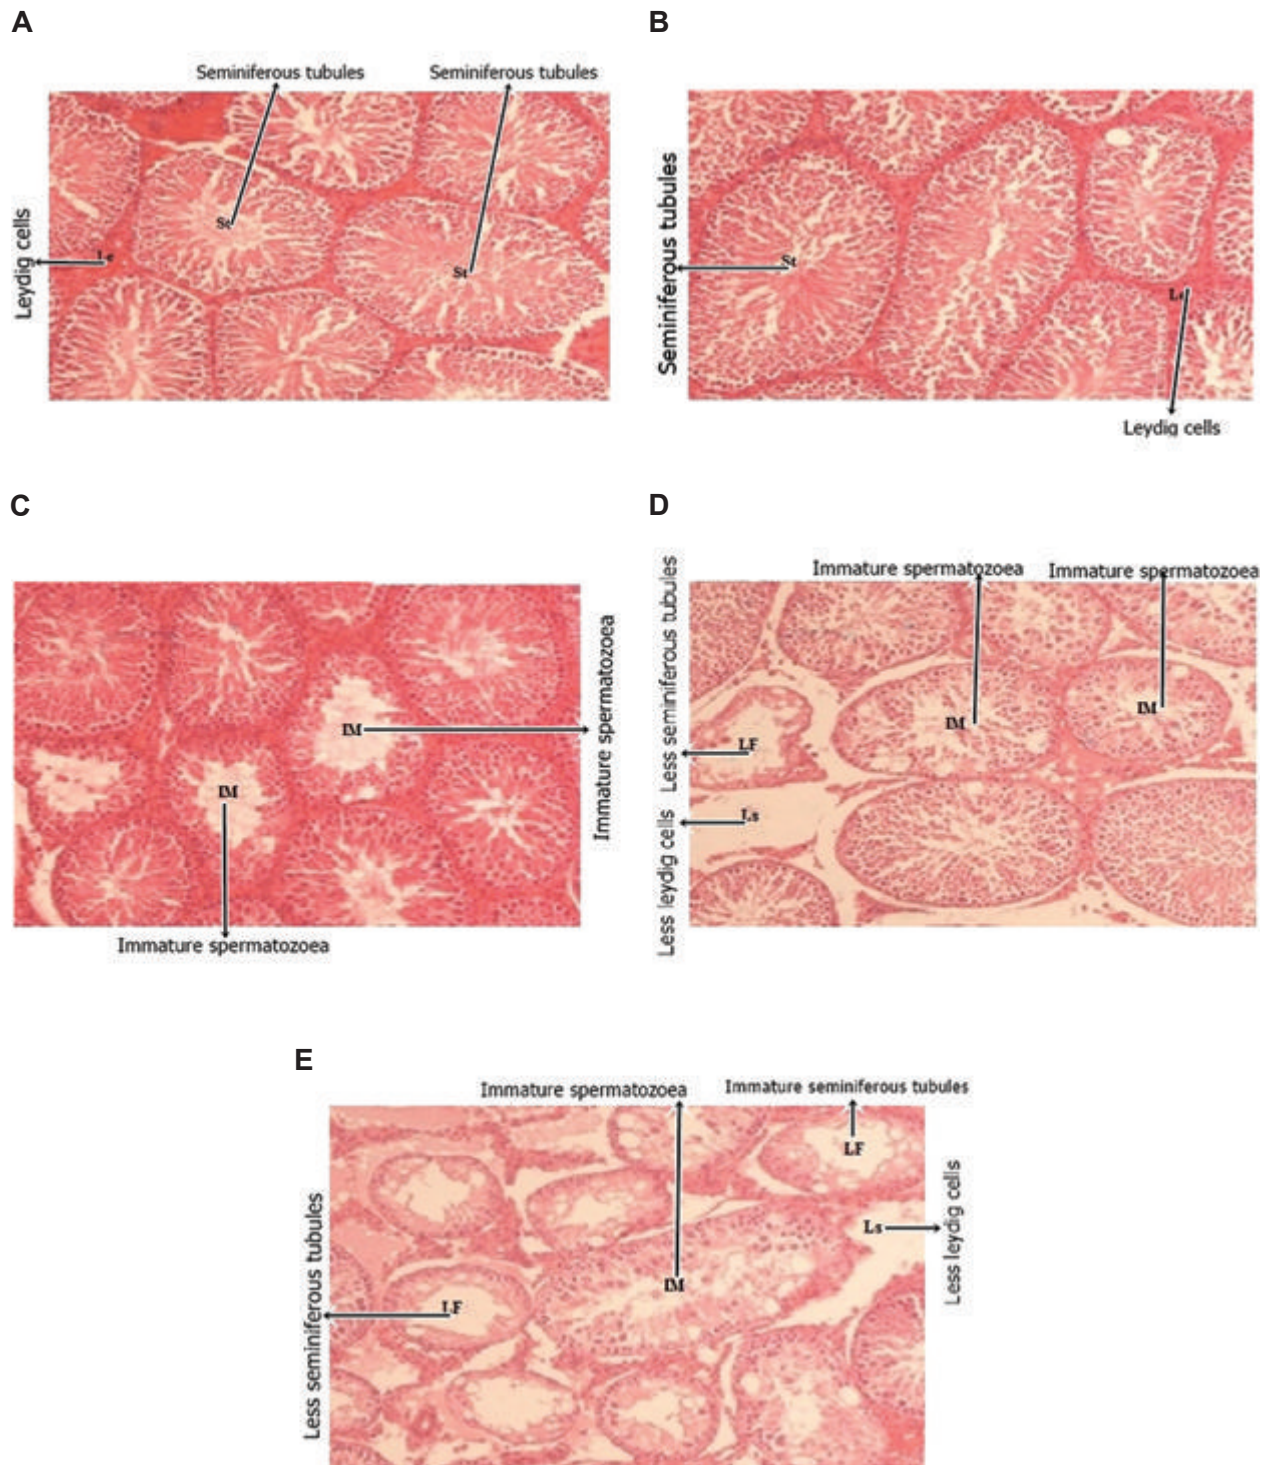 A
Seminiferous tubules
Seminiferous tubules
St
St
Le
Leydig cells
B
Seminiferous tubules
St
Leydig cells
C
IM
Immature spermatozoea
IM
Immature spermatozoea
D
Immature spermatozoea
Immature spermatozoea
Less seminiferous tubules
IM
IM
LF
Ls
Less leydig cells
E
Immature spermatozoea
Immature seminiferous tubules
LF
Less leydig cells
Ls
IM
LF
Less seminiferous tubules